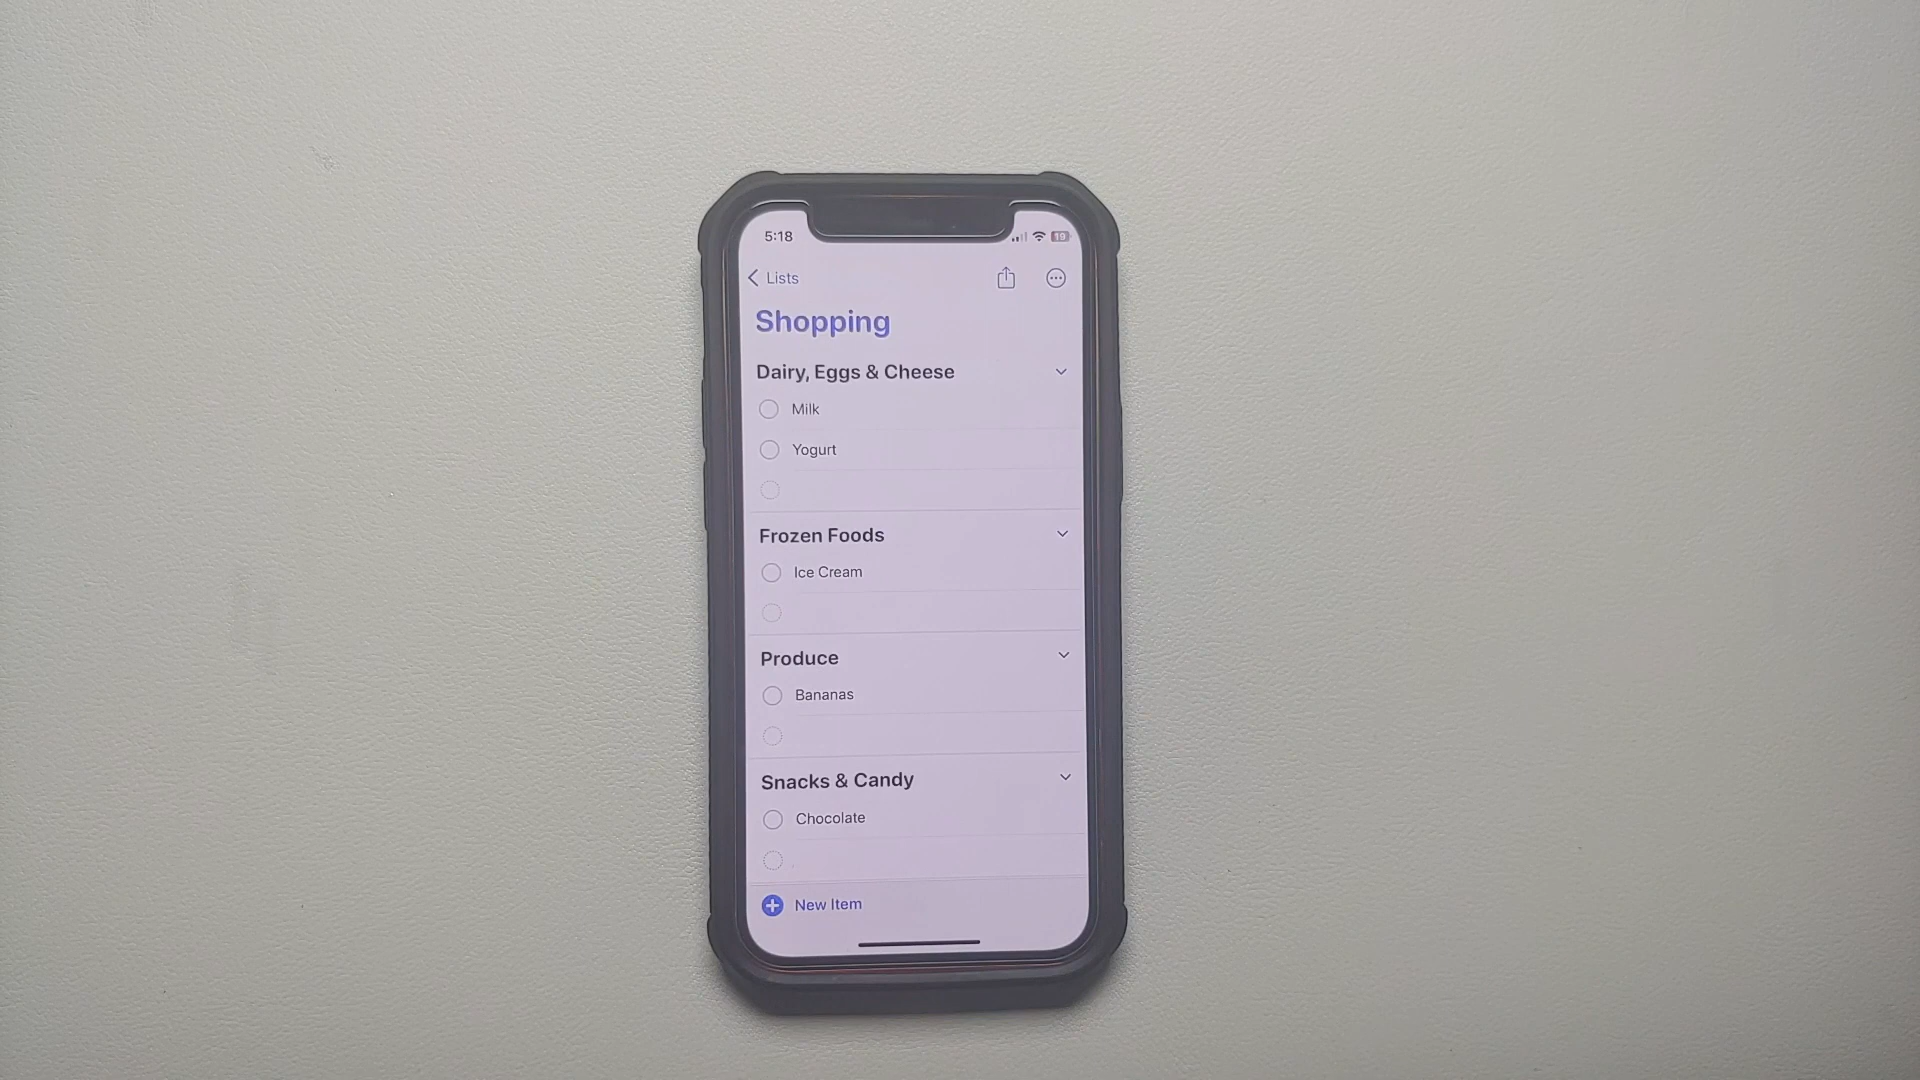 5:18
19
Lists
Shopping
Dairy, Eggs & Cheese
Milk
Yogurt
Frozen Foods
Ice Cream
Produce
Bananas
Snacks & Candy
Chocolate
New Item